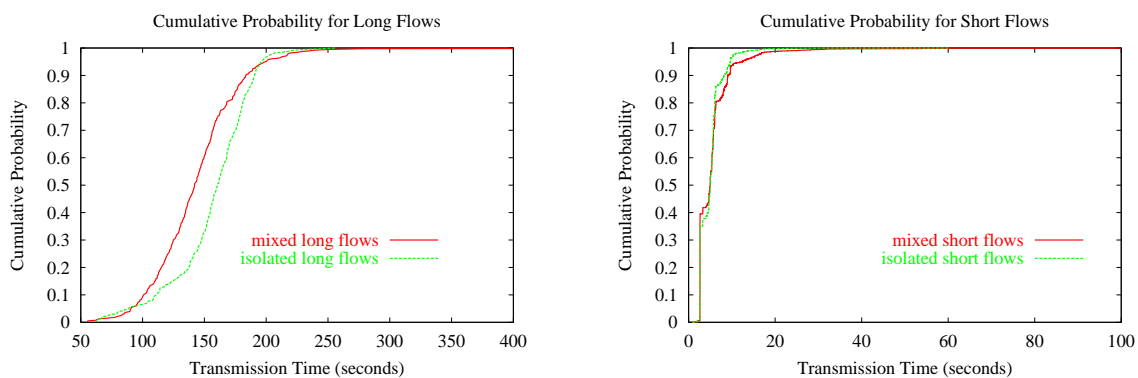 Cumulative Probability for Long Flows
1
0.9
0.8
0.7
0.6
0.5
0.4
0.3
0.2
0.1
0
Cumulative Probability
mixed long flows
isolated long flows
50 100 150 200 250 300 350 400
Transmission Time (seconds)
Cumulative Probability for Short Flows
1
0.9
0.8
0.7
0.6
0.5
0.4
0.3
0.2
0.1
0
Cumulative Probability
mixed short flows
isolated short flows
0 20 40 60 80 100
Transmission Time (seconds)